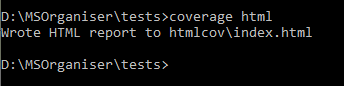 D:\MSOrganiser\tests>coverage html
Wrote HTML report to htmlcov\index.html
D:\MSOrganiser\tests>